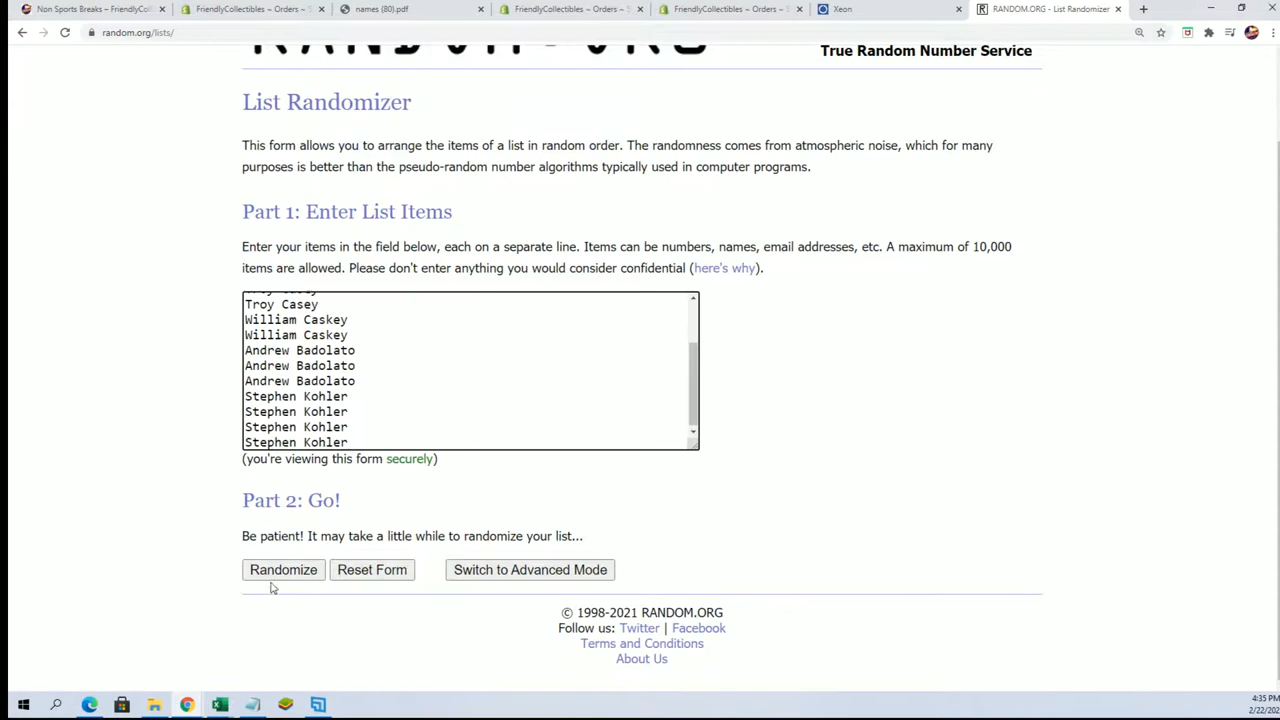 Non Sports Breaks – FriendlyColl
FriendlyCollectibles ~ Orders ~ S
names (80).pdf
FriendlyCollectibles ~ Orders ~ S
FriendlyCollectibles ~ Orders ~ S
Xeon
RANDOM.ORG - List Randomizer
random.org/lists/
RANDOM.ORG
True Random Number Service
List Randomizer
This form allows you to arrange the items of a list in random order. The randomness comes from atmospheric noise, which for many
purposes is better than the pseudo-random number algorithms typically used in computer programs.
Part 1: Enter List Items
Enter your items in the field below, each on a separate line. Items can be numbers, names, email addresses, etc. A maximum of 10,000
items are allowed. Please don't enter anything you would consider confidential (here's why).
Troy Casey
Troy Casey
William Caskey
William Caskey
Andrew Badolato
Andrew Badolato
Andrew Badolato
Stephen Kohler
Stephen Kohler
Stephen Kohler
Stephen Kohler
(you're viewing this form securely)
Part 2: Go!
Be patient! It may take a little while to randomize your list...
Randomize Reset Form Switch to Advanced Mode
© 1998-2021 RANDOM.ORG
Follow us: Twitter | Facebook
Terms and Conditions
About Us
4:35 PM
2/22/202